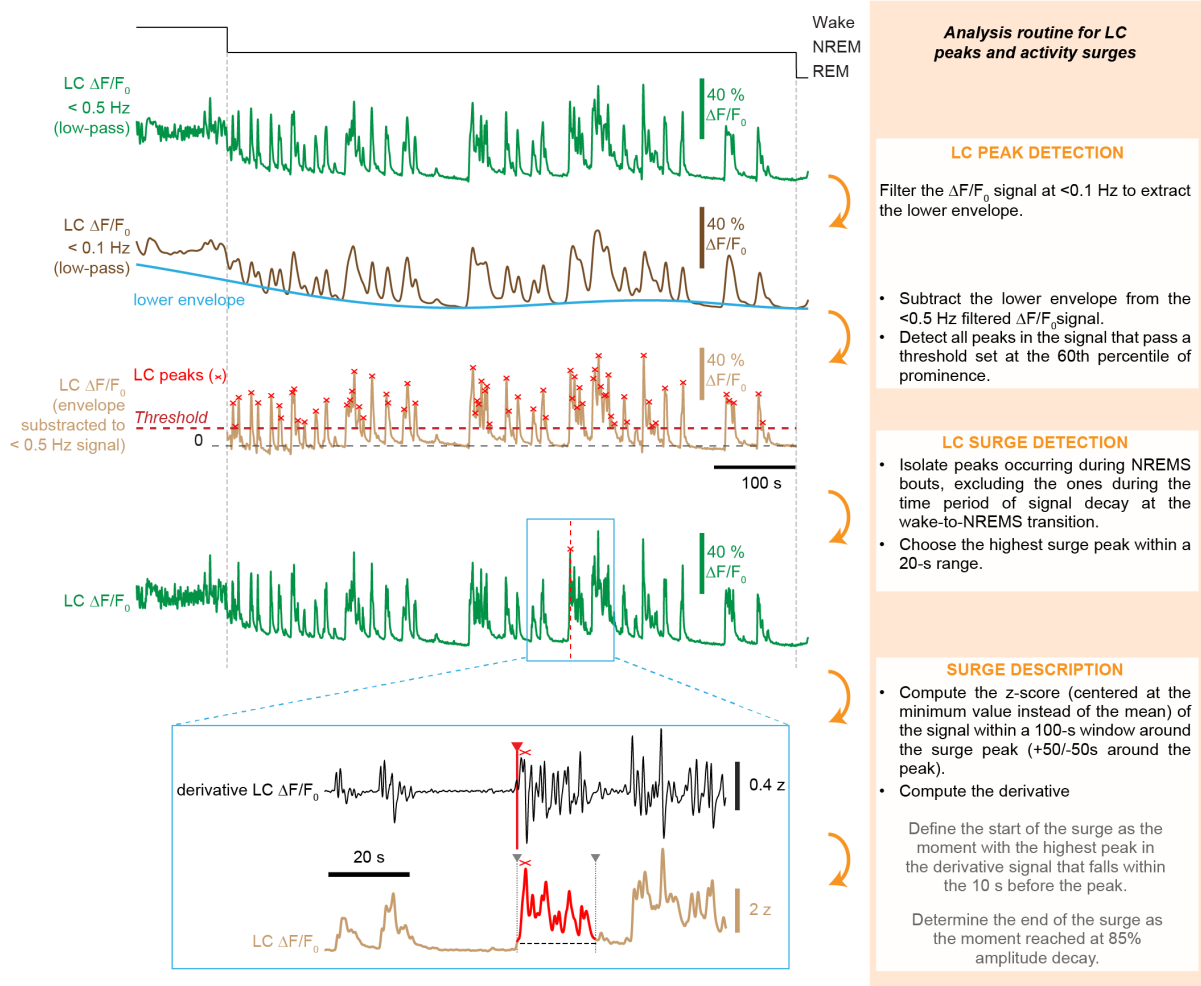 Wake
NREM
REM
LC ΔF/F0
< 0.5 Hz
(low-pass)
40 %
ΔF/F0
LC ΔF/F0
< 0.1 Hz
(low-pass)
40 %
ΔF/F0
lower envelope
LC peaks (×)
40 %
ΔF/F0
LC ΔF/F0
(envelope
substracted to
< 0.5 Hz signal)
Threshold
0
100 s
40 %
ΔF/F0
LC ΔF/F0
derivative LC ΔF/F0
0.4 z
20 s
2 z
LC ΔF/F0
Analysis routine for LC
peaks and activity surges
LC PEAK DETECTION
Filter the ΔF/F0 signal at <0.1 Hz to extract
the lower envelope.
• Subtract the lower envelope from the
<0.5 Hz filtered ΔF/F0signal.
• Detect all peaks in the signal that pass a
threshold set at the 60th percentile of
prominence.
LC SURGE DETECTION
• Isolate peaks occurring during NREMS
bouts, excluding the ones during the
time period of signal decay at the
wake-to-NREMS transition.
• Choose the highest surge peak within a
20-s range.
SURGE DESCRIPTION
• Compute the z-score (centered at the
minimum value instead of the mean) of
the signal within a 100-s window around
the surge peak (+50/-50s around the
peak).
• Compute the derivative
Define the start of the surge as the
moment with the highest peak in
the derivative signal that falls within
the 10 s before the peak.
Determine the end of the surge as
the moment reached at 85%
amplitude decay.